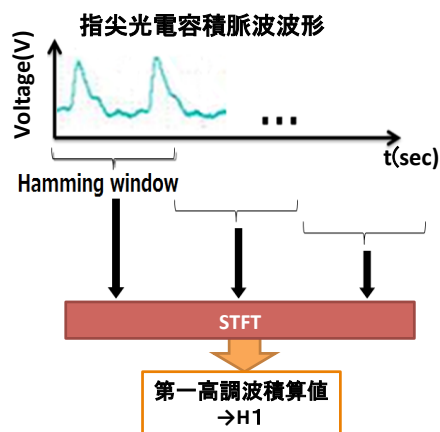 指尖光電容積脈波波形
Voltage(V)
...
t(sec)
Hamming window
STFT
第一高調波積算値
→H1